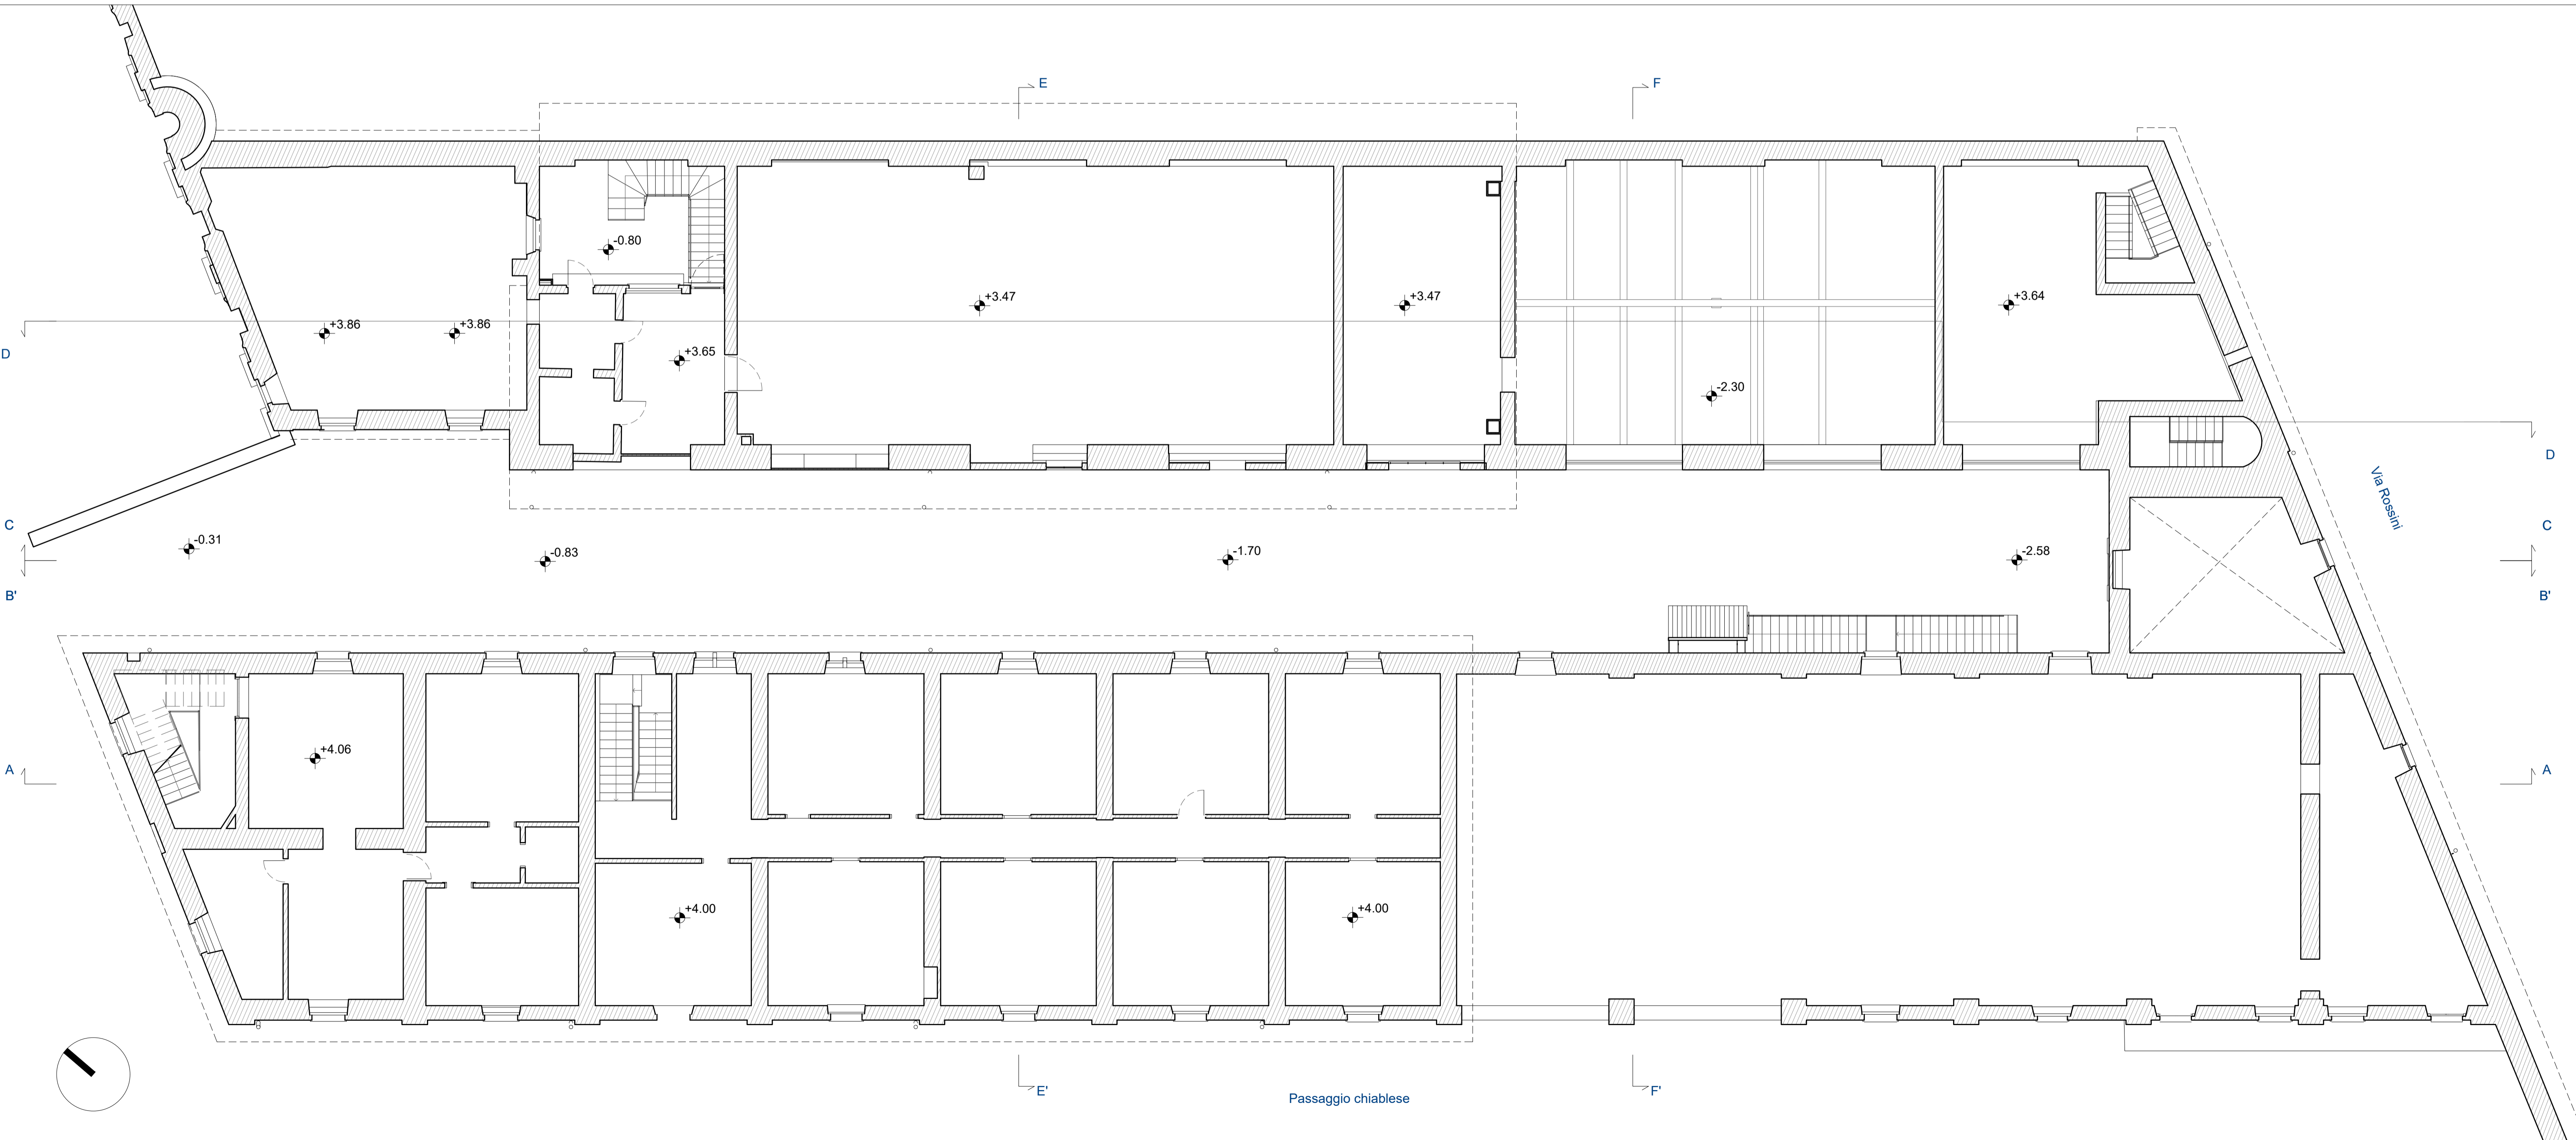 E
F
-0.80
+3.47
+3.47
+3.64
+3.86
+3.86
+3.65
D
-2.30
D
Via Rossini
C
C
-0.31
-0.83
-1.70
-2.58
B'
B'
+4.06
A
A
+4.00
+4.00
E'
F'
Passaggio chiablese